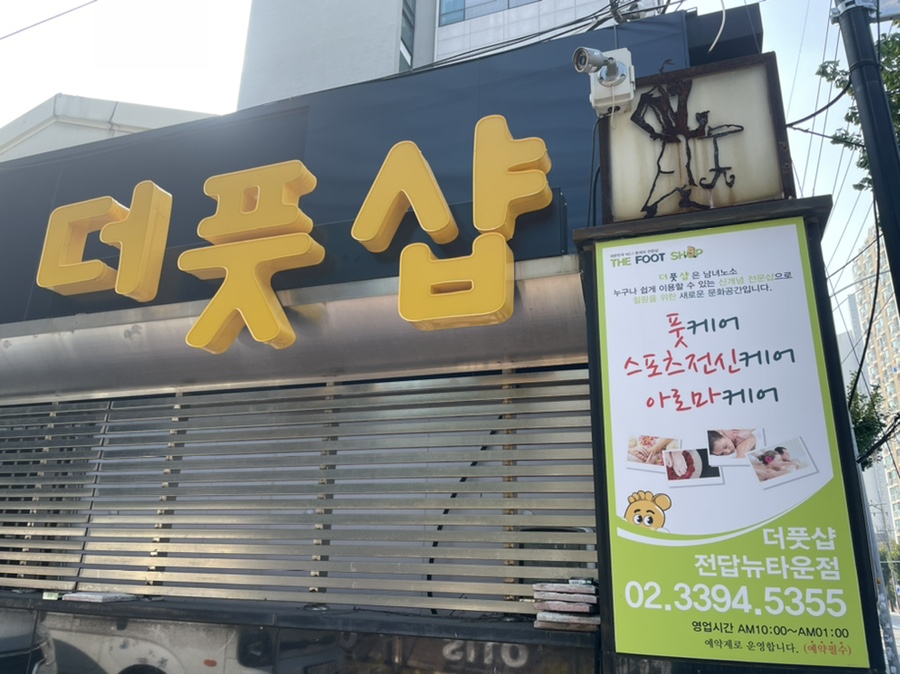 더풋샵
THE FOOT SHOP
더풋샵은 남녀노소
누구나 쉽게 이용할 수 있는 신개념 전문샵으로
힐링을 위한 새로운 문화공간입니다.
풋케어
스포츠전신케어
아로마케어
더풋샵
전답뉴타운점
02.3394.5355
영업시간 AM10:00~AM01:00
예약제로 운영합니다. (예약필수)